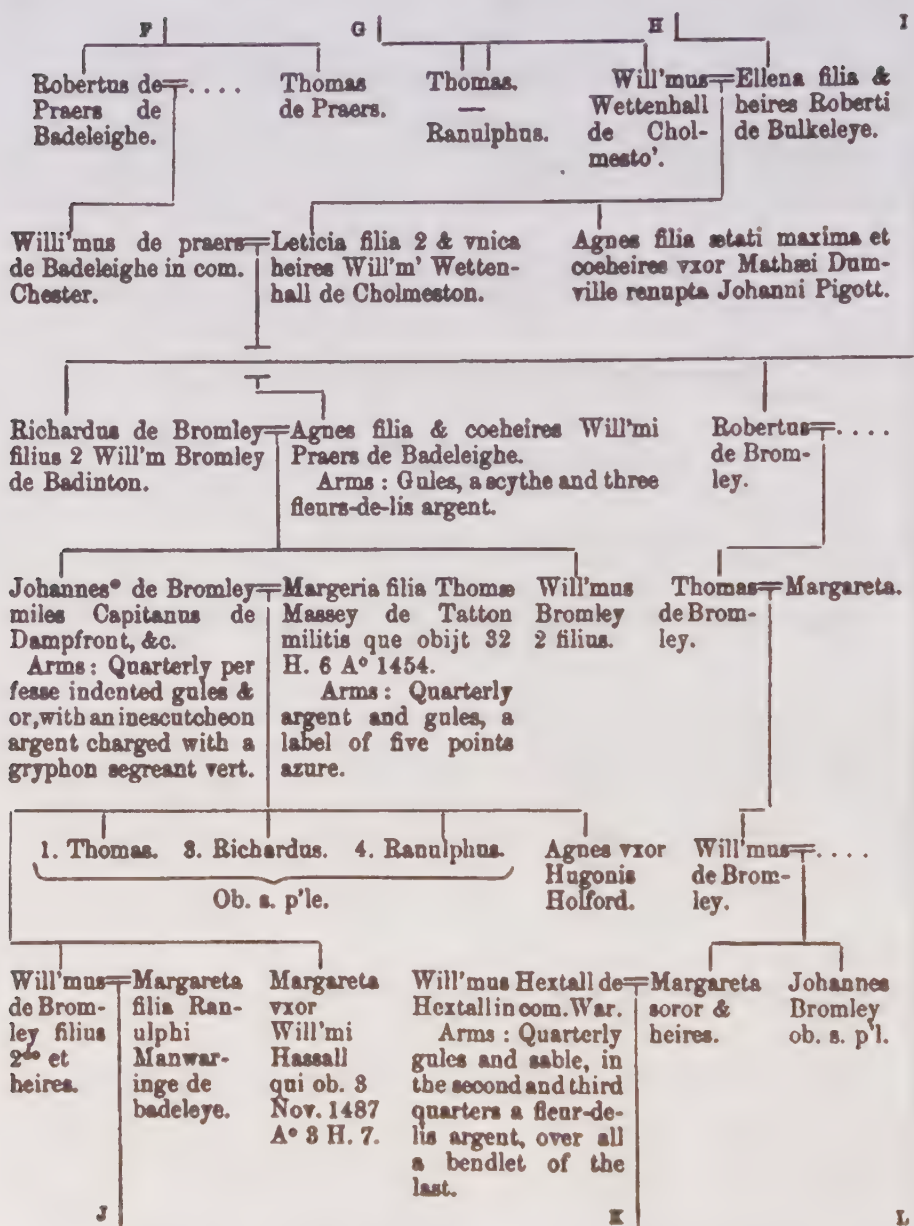 F G H I
Robertus de=. . . .
Praers de
Badeleighe.
Thomas
de Praers.
Thomas.
—
Ranulphus.
Will'mus=Ellena filia &
Wettenhall
de Chol-
mesto'.
heires Roberti
de Bulkeleye.
Willi'mus de praers=Leticia filia 2 & vnica
de Badeleighe in com.
Chester.
heires Will'm' Wetten-
hall de Cholmeston.
Agnes filia ætati maxima et
coeheires vxor Mathæi Dum-
ville renupta Johanni Pigott.
Richardus de Bromley=Agnes filia & coeheires Will'mi
filius 2 Will'm Bromley
de Badinton.
Praers de Badeleighe.
Arms : Gules, a scythe and three
fleurs-de-lis argent.
Robertus=. . . .
de Brom-
ley.
Johannes* de Bromley=Margeria filia Thomæ
miles Capitanus de
Dampfront, &c.
Arms : Quarterly per
fesse indented gules &
or, with an inescutcheon
argent charged with a
gryphon segreant vert.
Massey de Tatton
militis que obijt 32
H. 6 A° 1454.
Arms : Quarterly
argent and gules, a
label of five points
azure.
Will'mus
Bromley
2 filius.
Thomas=Margareta.
de Brom-
ley.
1. Thomas. 3. Richardus. 4. Ranulphus.
Ob. s. p'le.
Agnes vxor
Hugonis
Holford.
Will'mus=. . . .
de Brom-
ley.
Will'mus=Margareta
de Brom-
ley filius
2do et
heires.
filia Ran-
ulphi
Manwar-
inge de
badeleye.
Margareta
vxor
Will'mi
Hassall
qui ob. 3
Nov. 1487
A° 3 H. 7.
Will'mus Hextall de=Margareta
Hextall in com. War.
Arms : Quarterly
gules and sable, in
the second and third
quarters a fleur-de-
lis argent, over all
a bendlet of the
last.
soror &
heires.
Johannes
Bromley
ob. s. p'l.
J K L